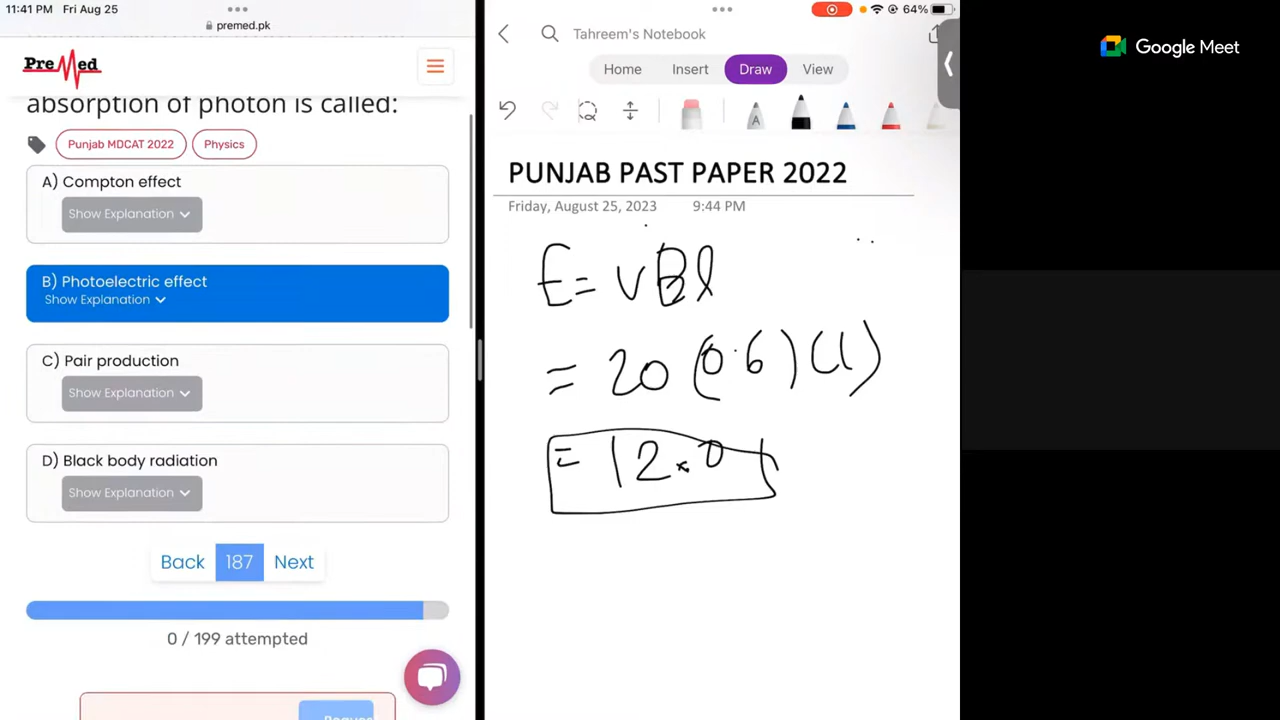 11:41 PM Fri Aug 25
premed.pk
PreMed
absorption of photon is called:
Punjab MDCAT 2022
Physics
A) Compton effect
Show Explanation
B) Photoelectric effect
Show Explanation
C) Pair production
Show Explanation
D) Black body radiation
Show Explanation
Back 187 Next
0 / 199 attempted
64%
Tahreem's Notebook
Home Insert Draw View
A
PUNJAB PAST PAPER 2022
Friday, August 25, 2023 9:44 PM
E = vBl
= 20 (0.6) (1)
= 12.0
Google Meet